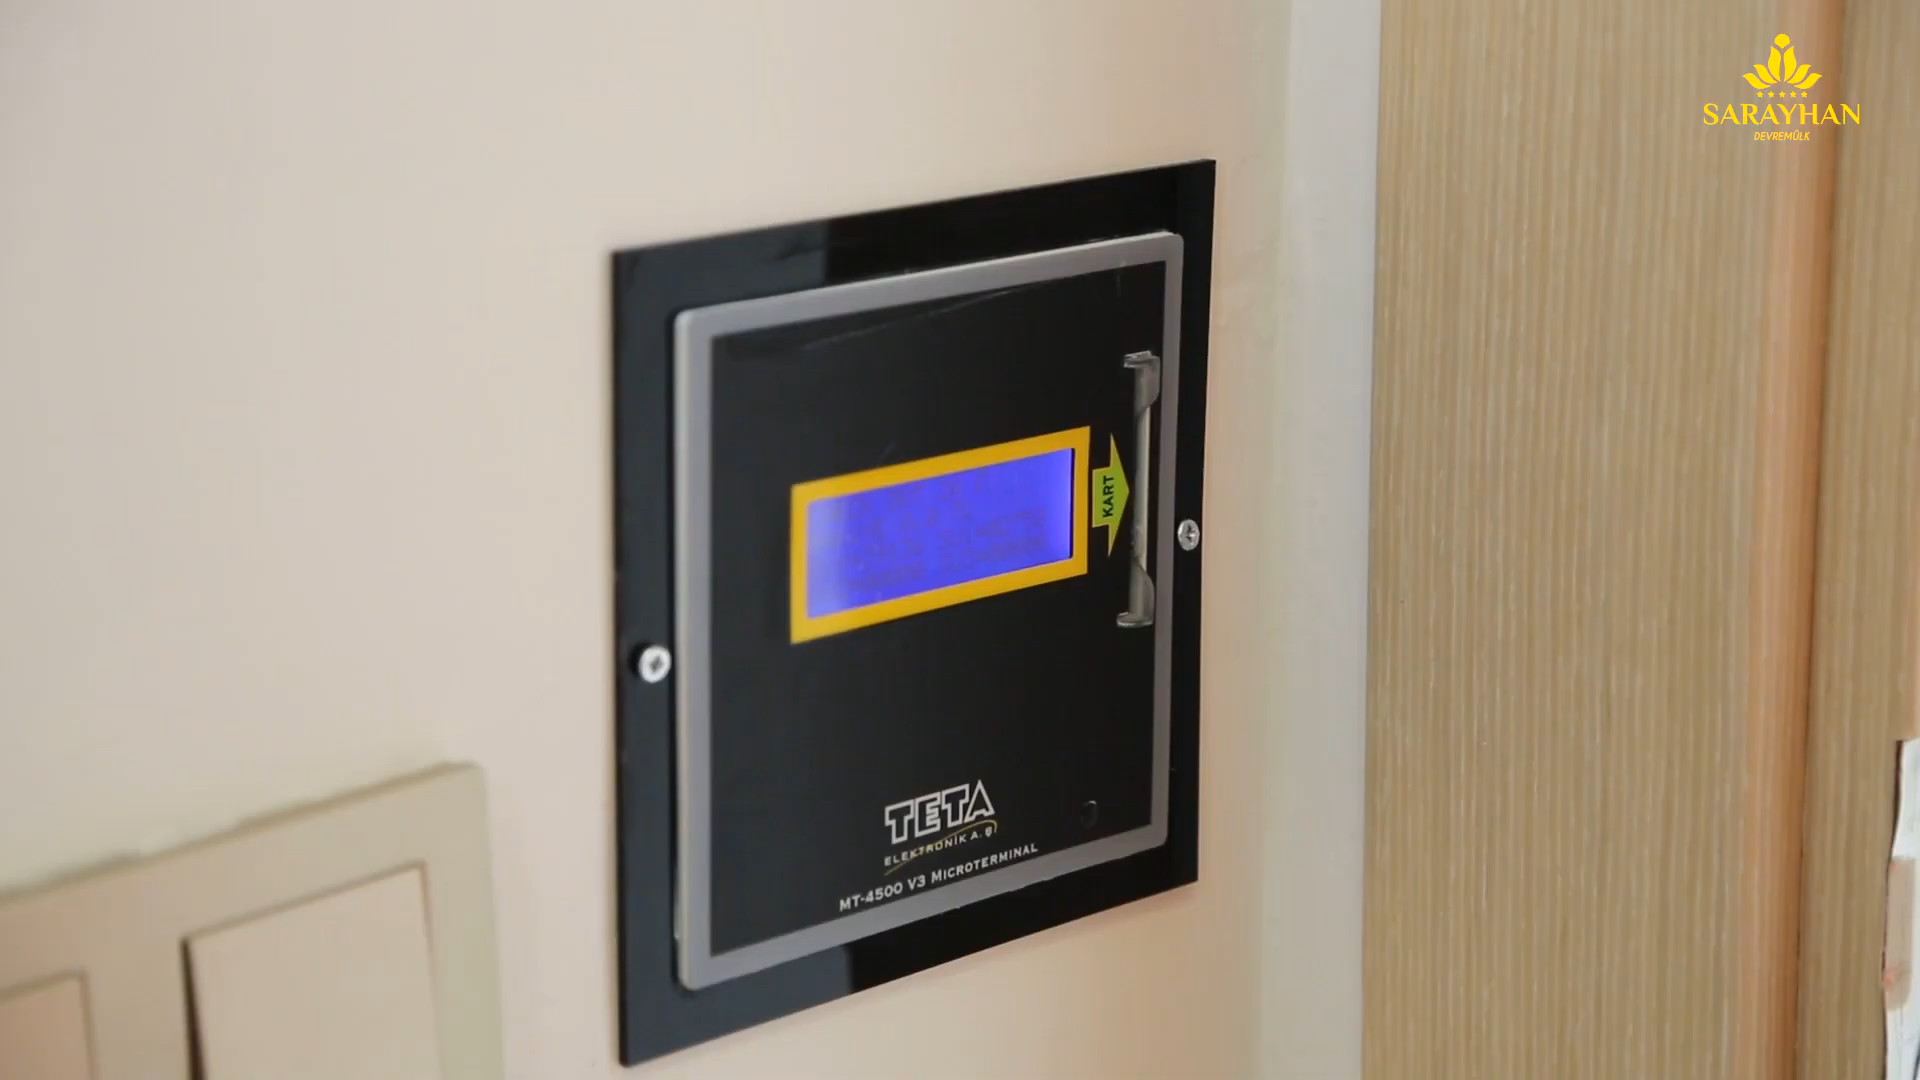 SARAYHAN
DEVREMÜLK
KART
TETA
ELEKTRONİK A.Ş
MT-4500 V3 MICROTERMINAL